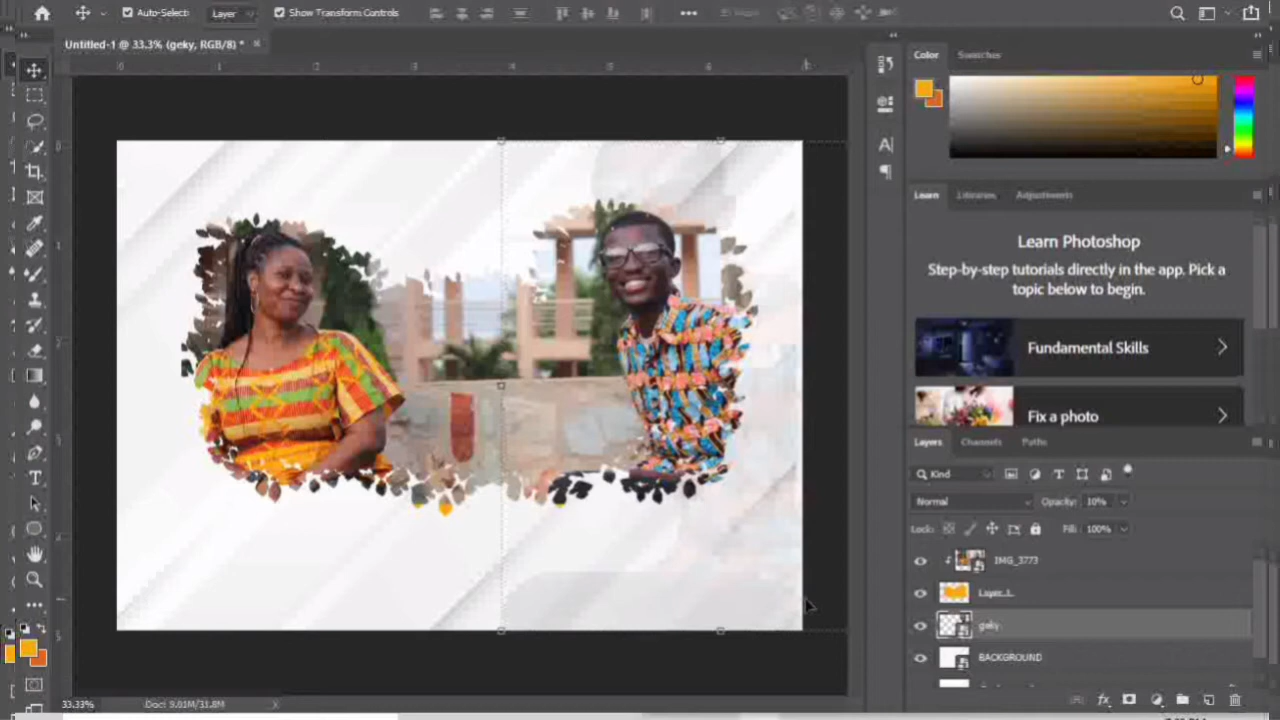 Auto-Select:
Layer
Show Transform Controls
Untitled-1 @ 33.3% (geky, RGB/8) *
Color
Swatches
Learn
Libraries
Adjustments
Learn Photoshop
Step-by-step tutorials directly in the app. Pick a
topic below to begin.
Fundamental Skills
Fix a photo
Layers
Channels
Paths
Kind
Normal
Opacity: 10%
Lock:
Fill: 100%
IMG_3773
Layer 1
geky
BACKGROUND
33.33%
Doc: 9.01M/33.8M